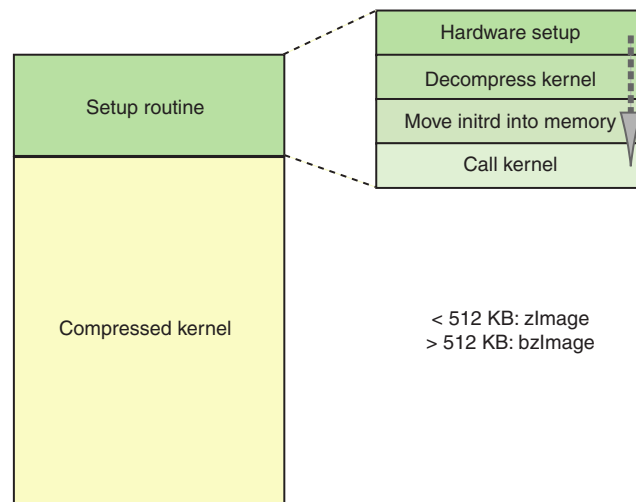 Setup routine
Compressed kernel
Hardware setup
Decompress kernel
Move initrd into memory
Call kernel
< 512 KB: zImage
> 512 KB: bzImage